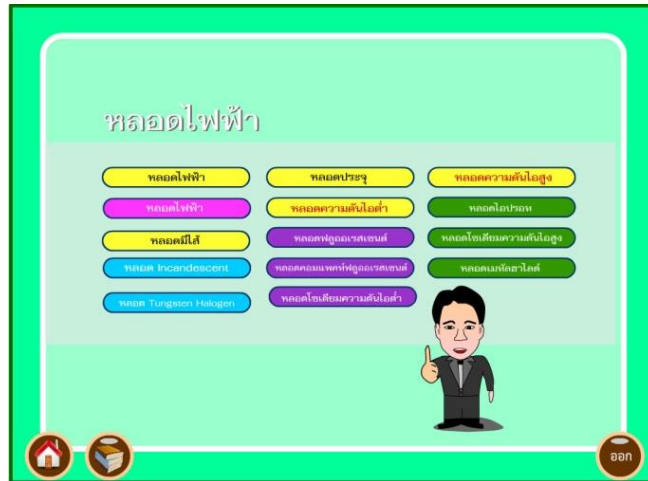 หลอดไฟฟ้า
หลอดไฟฟ้า
หลอดไฟฟ้า
หลอดมีไส้
หลอด Incandescent
หลอด Tungsten Halogen
หลอดประจุ
หลอดความดันไอต่ำ
หลอดฟลูออเรสเซนต์
หลอดคอมแพคท์ฟลูออเรสเซนต์
หลอดโซเดียมความดันไอต่ำ
หลอดความดันไอสูง
หลอดไอปรอท
หลอดโซเดียมความดันไอสูง
หลอดเมทัลฮาไลด์
ออก